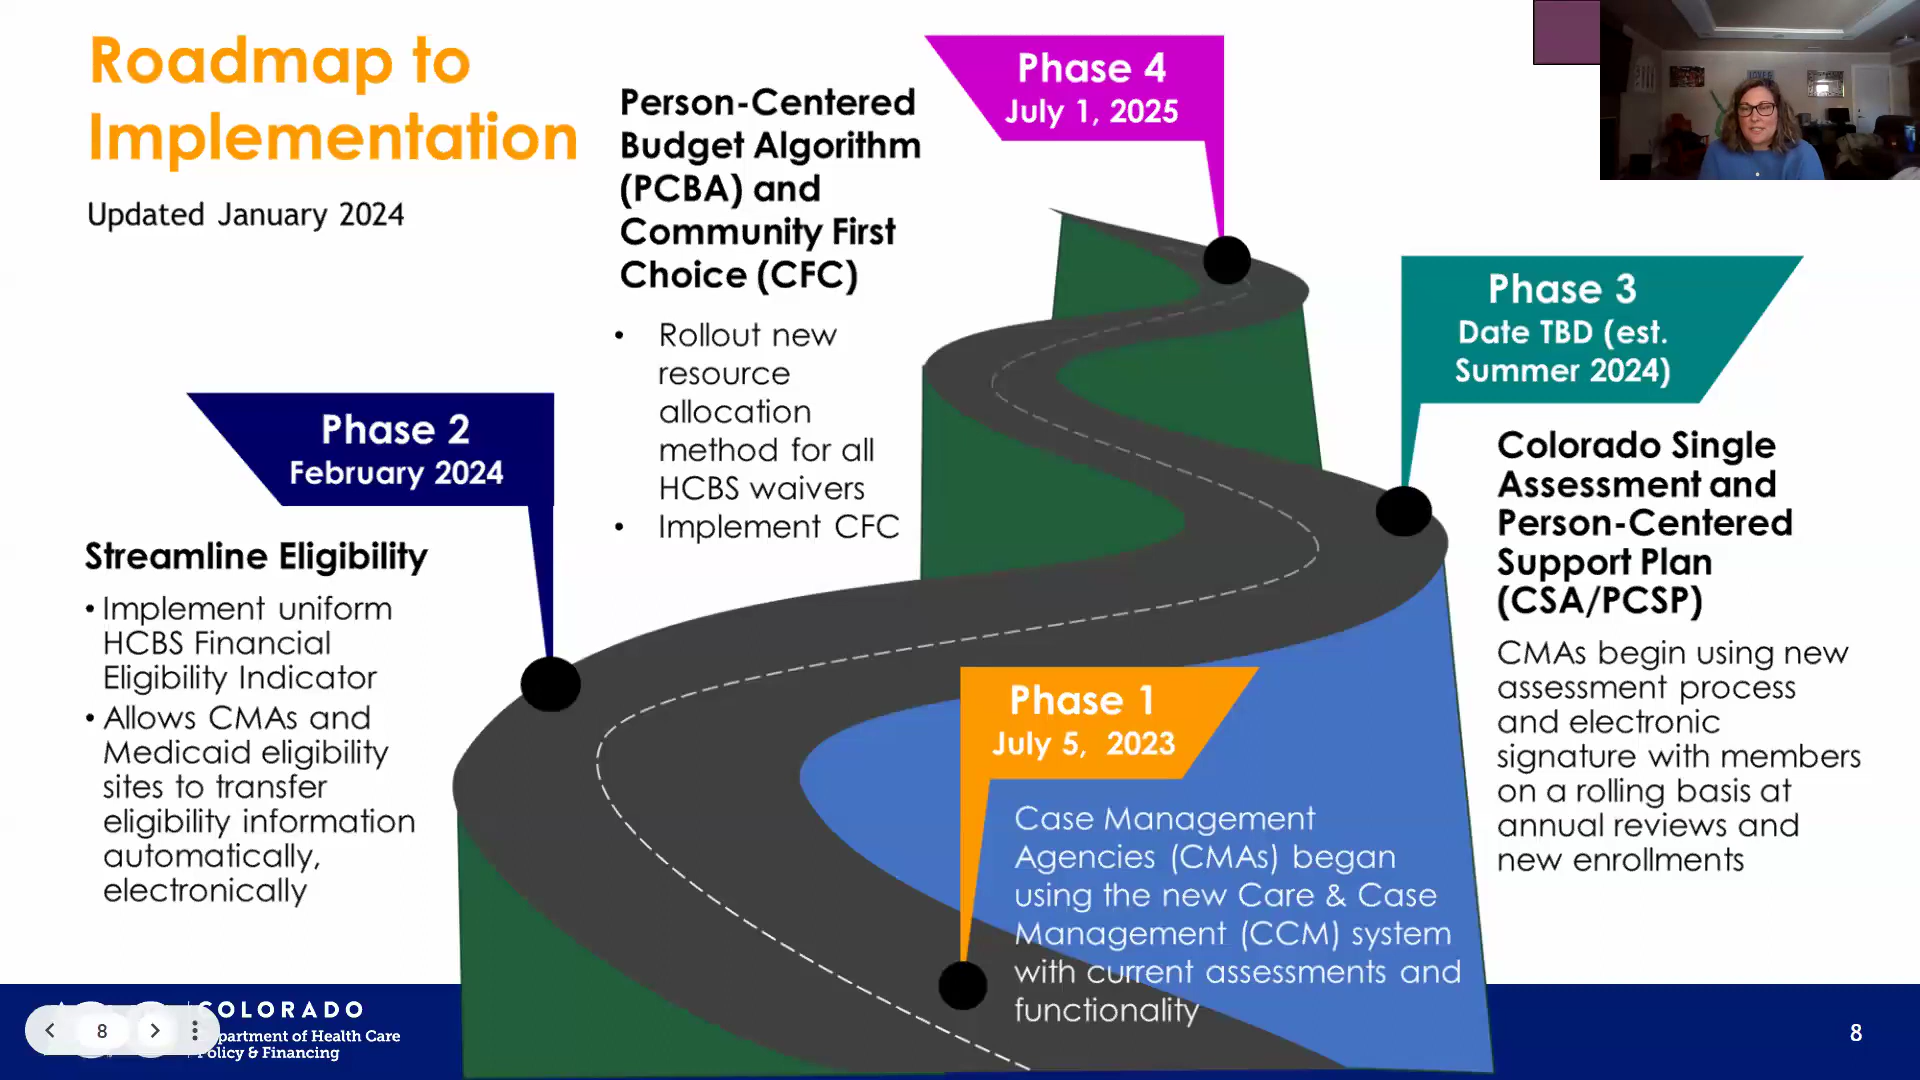 Roadmap to
Implementation
Updated January 2024
Person-Centered
Budget Algorithm
(PCBA) and
Community First
Choice (CFC)
• Rollout new
resource
allocation
method for all
HCBS waivers
• Implement CFC
Phase 4
July 1, 2025
Phase 3
Date TBD (est.
Summer 2024)
Colorado Single
Assessment and
Person-Centered
Support Plan
(CSA/PCSP)
CMAs begin using new
assessment process
and electronic
signature with members
on a rolling basis at
annual reviews and
new enrollments
Phase 2
February 2024
Streamline Eligibility
• Implement uniform
HCBS Financial
Eligibility Indicator
• Allows CMAs and
Medicaid eligibility
sites to transfer
eligibility information
automatically,
electronically
Phase 1
July 5, 2023
Case Management
Agencies (CMAs) began
using the new Care & Case
Management (CCM) system
with current assessments and
functionality
8
COLORADO
Department of Health Care
Policy & Financing
8